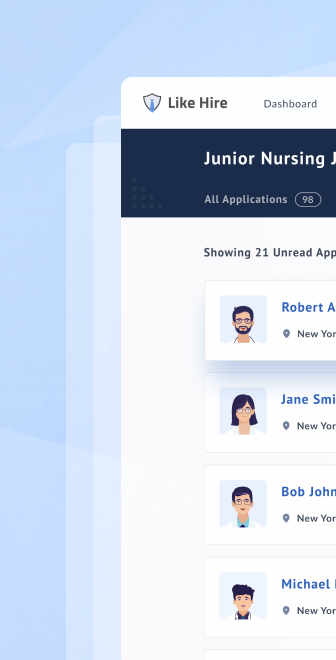 Like Hire
Dashboard
Junior Nursing J
All Applications 98
Showing 21 Unread App
Robert A
New Yor
Jane Smi
New Yor
Bob John
New Yor
Michael
New Yor